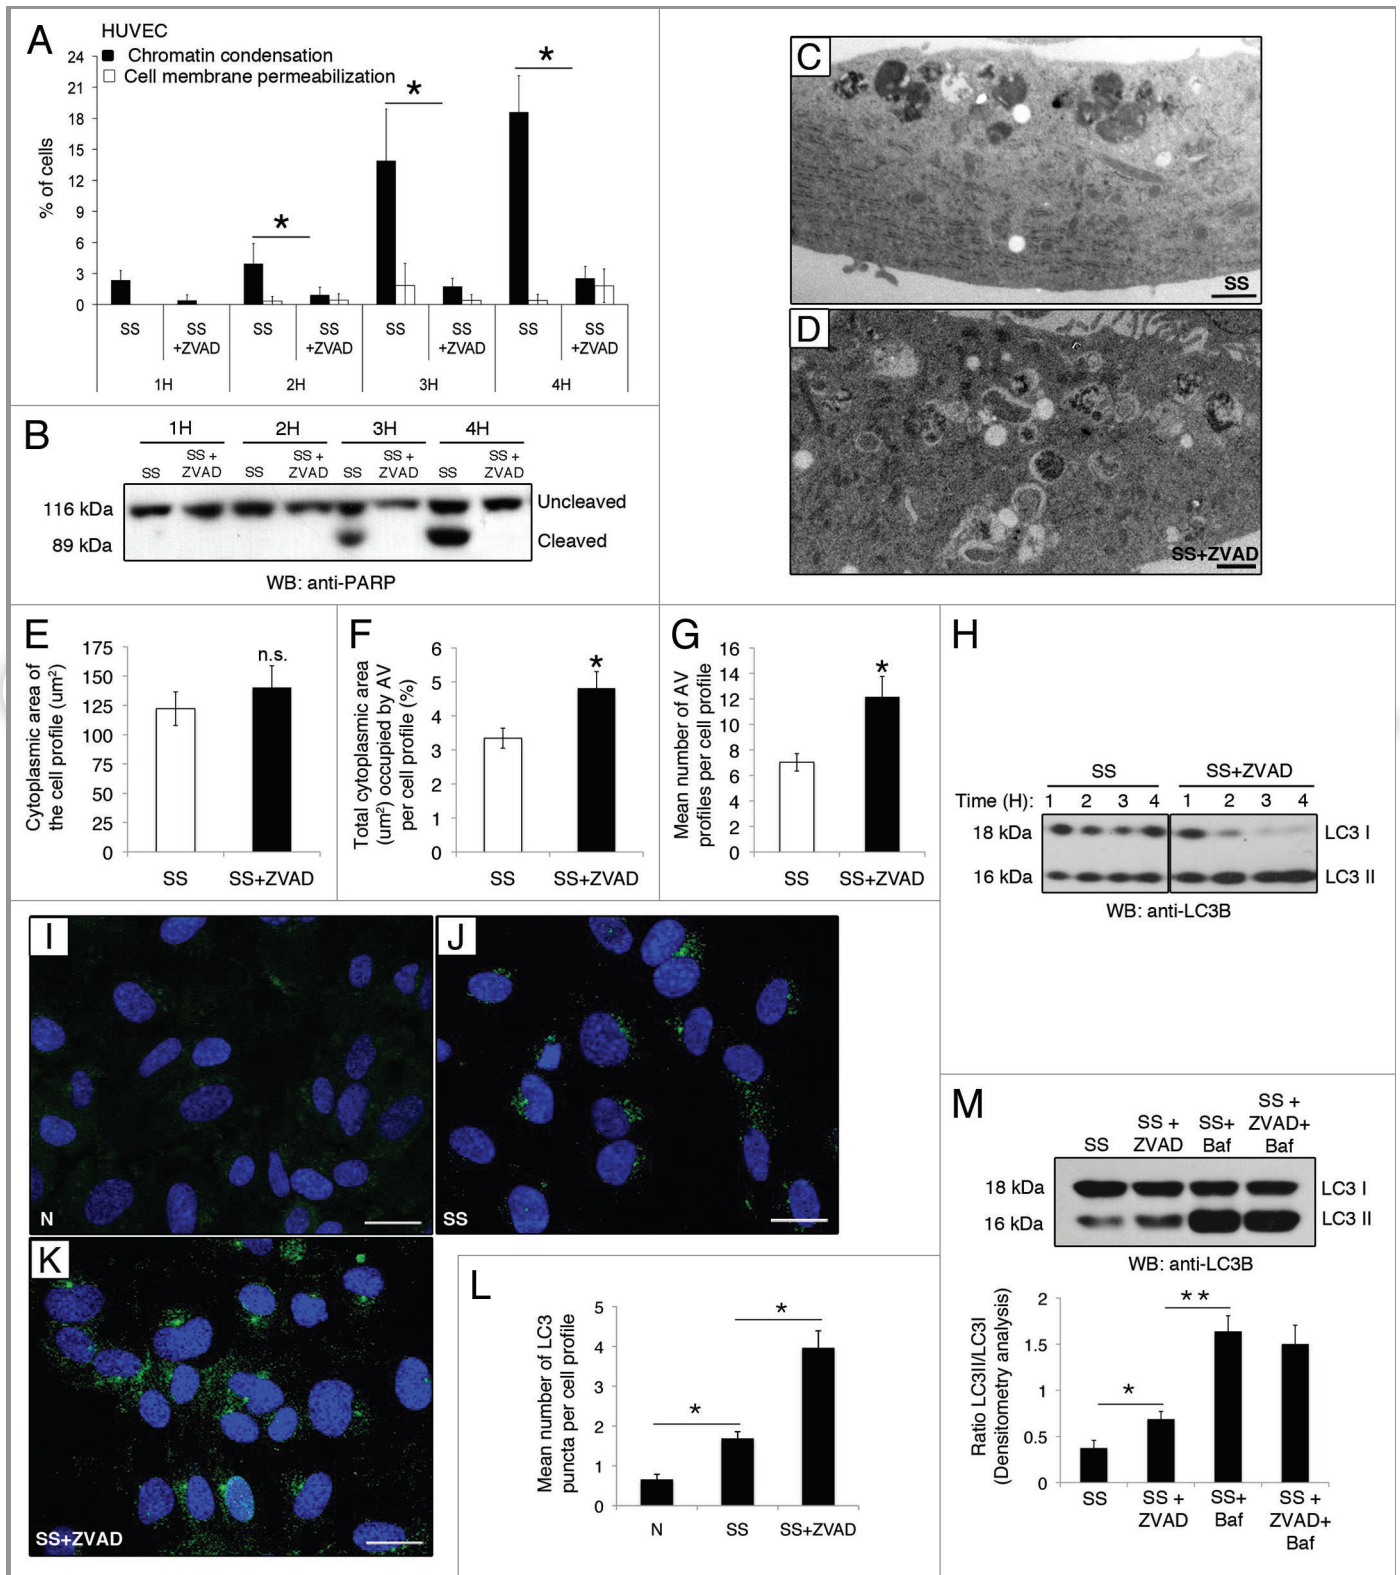 A
HUVEC
Chromatin condensation
Cell membrane permeabilization
% of cells
24
21
18
15
12
9
6
3
0
* * *
SS SS +ZVAD SS SS +ZVAD SS SS +ZVAD SS SS +ZVAD
1H 2H 3H 4H
B
1H 2H 3H 4H
SS SS + ZVAD SS SS + ZVAD SS SS + ZVAD SS SS + ZVAD
116 kDa Uncleaved
89 kDa Cleaved
WB: anti-PARP
C
SS
D
SS+ZVAD
E
Cytoplasmic area of
the cell profile (um²)
175
150
125
100
75
50
25
0
n.s.
SS SS+ZVAD
F
Total cytoplasmic area
(um²) occupied by AV
per cell profile (%)
6
5
4
3
2
1
0
*
SS SS+ZVAD
G
Mean number of AV
profiles per cell profile
16
14
12
10
8
6
4
2
0
*
SS SS+ZVAD
H
SS SS+ZVAD
Time (H): 1 2 3 4 1 2 3 4
18 kDa LC3 I
16 kDa LC3 II
WB: anti-LC3B
I
N
J
SS
K
SS+ZVAD
L
Mean number of LC3
puncta per cell profile
5
4
3
2
1
0
* *
N SS SS+ZVAD
M
SS SS + ZVAD SS+ Baf SS + ZVAD+ Baf
18 kDa LC3 I
16 kDa LC3 II
WB: anti-LC3B
Ratio LC3II/LC3I
(Densitometry analysis)
2
1.5
1
0.5
0
* **
SS SS + ZVAD SS+ Baf SS + ZVAD+ Baf